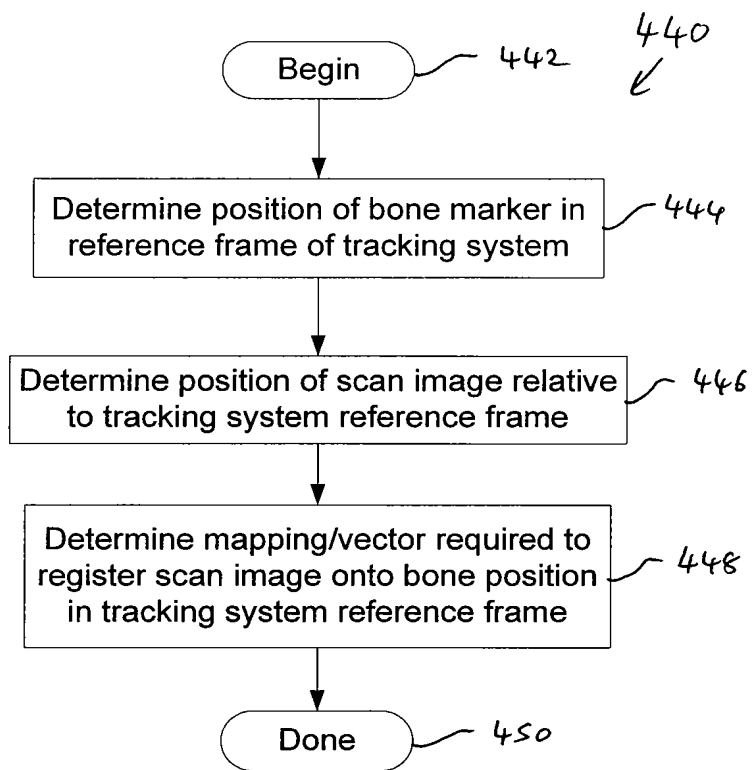 440
Begin
442
Determine position of bone marker in
reference frame of tracking system
444
Determine position of scan image relative
to tracking system reference frame
446
Determine mapping/vector required to
register scan image onto bone position
in tracking system reference frame
448
Done
450